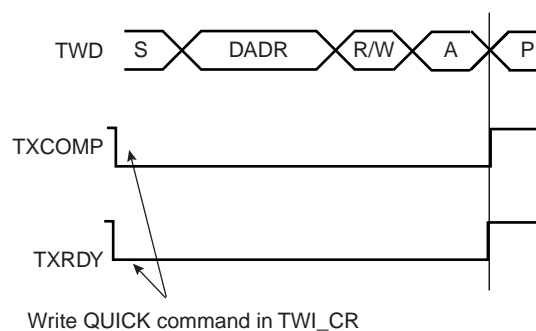 TWD S DADR R/W A P
TXCOMP
TXRDY
Write QUICK command in TWI_CR